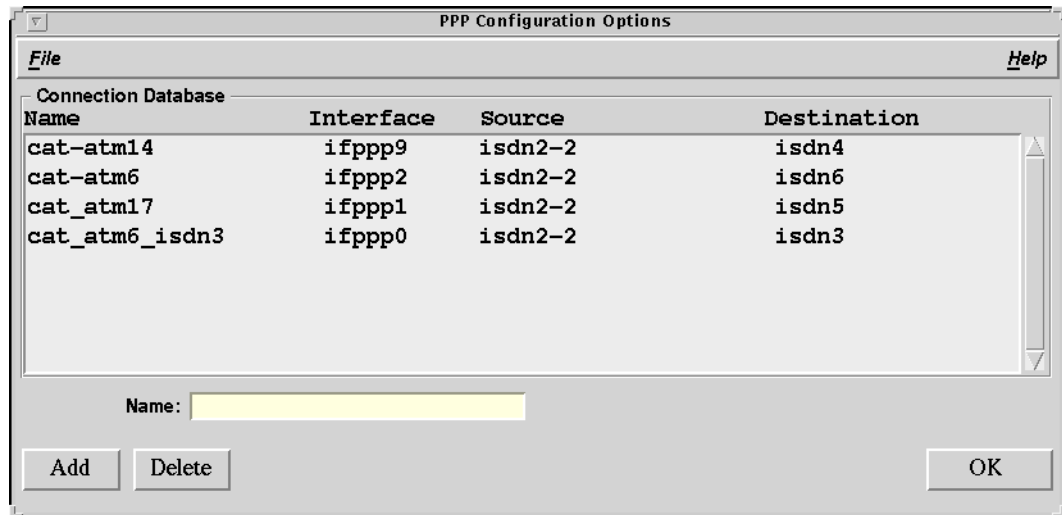 PPP Configuration Options
File Help
Connection Database
Name Interface Source Destination
cat-atm14 ifppp9 isdn2-2 isdn4
cat-atm6 ifppp2 isdn2-2 isdn6
cat_atm17 ifppp1 isdn2-2 isdn5
cat_atm6_isdn3 ifppp0 isdn2-2 isdn3
Name:
Add Delete OK